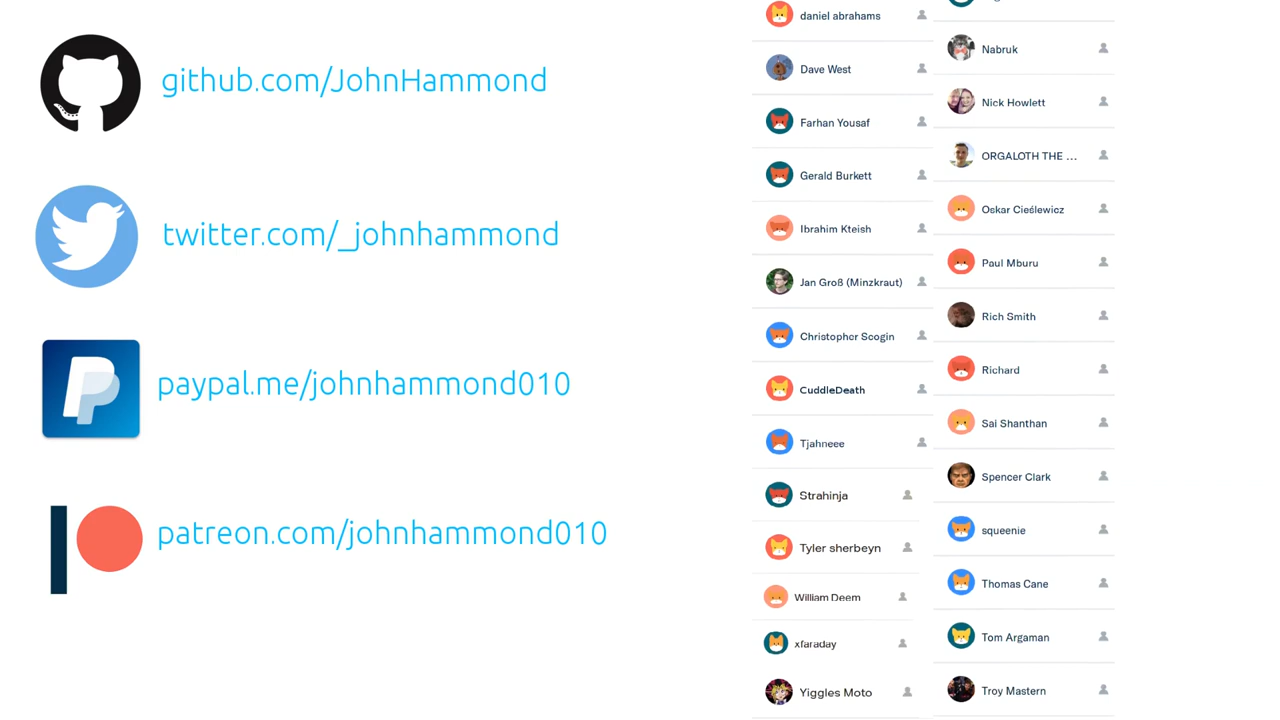 github.com/JohnHammond
twitter.com/_johnhammond
paypal.me/johnhammond010
patreon.com/johnhammond010
daniel abrahams
Dave West
Farhan Yousaf
Gerald Burkett
Ibrahim Kteish
Jan Groß (Minzkraut)
Christopher Scogin
CuddleDeath
Tjahneee
Strahinja
Tyler sherbeyn
William Deem
xfaraday
Yiggles Moto
Nabruk
Nick Howlett
ORGALOTH THE ...
Oskar Cieślewicz
Paul Mburu
Rich Smith
Richard
Sai Shanthan
Spencer Clark
squeenie
Thomas Cane
Tom Argaman
Troy Mastern